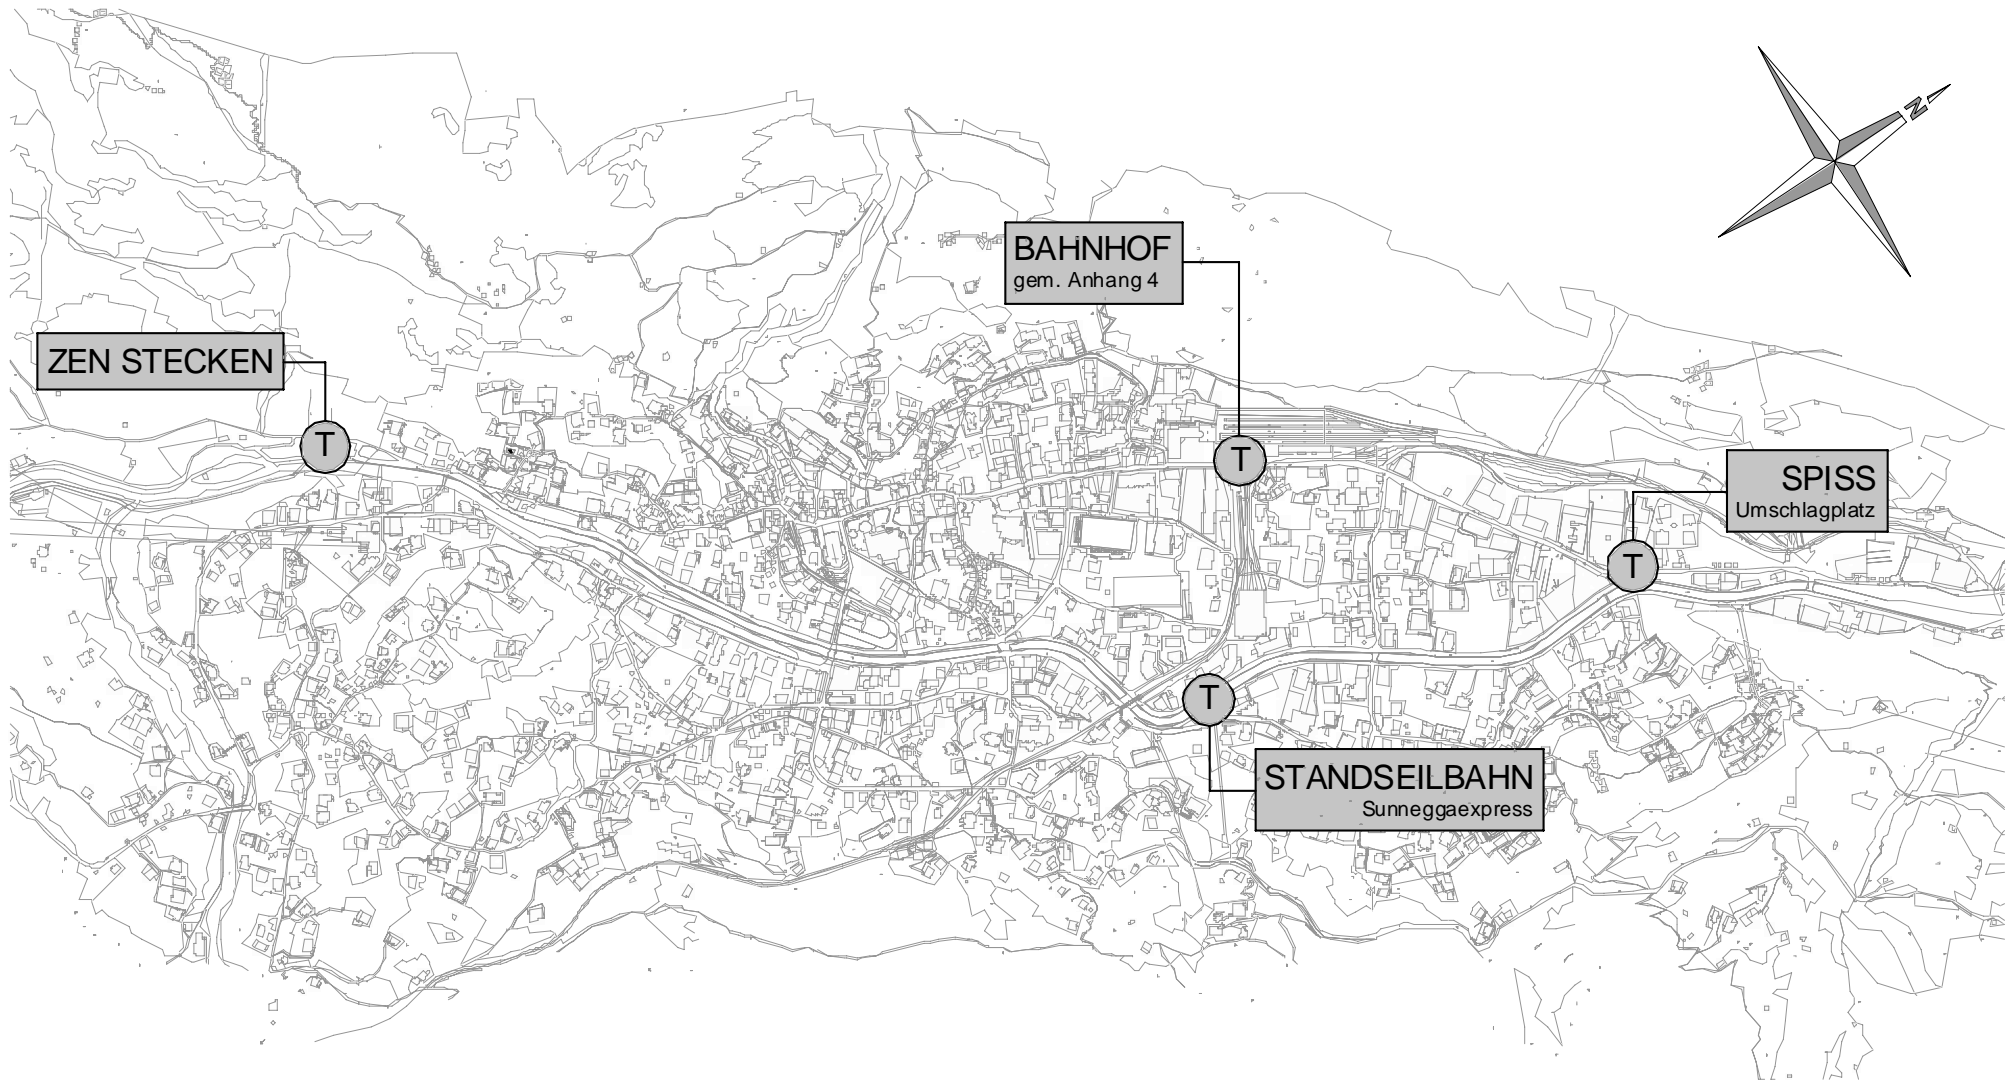 N
BAHNHOF
gem. Anhang 4
ZEN STECKEN
T
T
SPISS
Umschlagplatz
T
T
STANDSEILBAHN
Sunneggaexpress